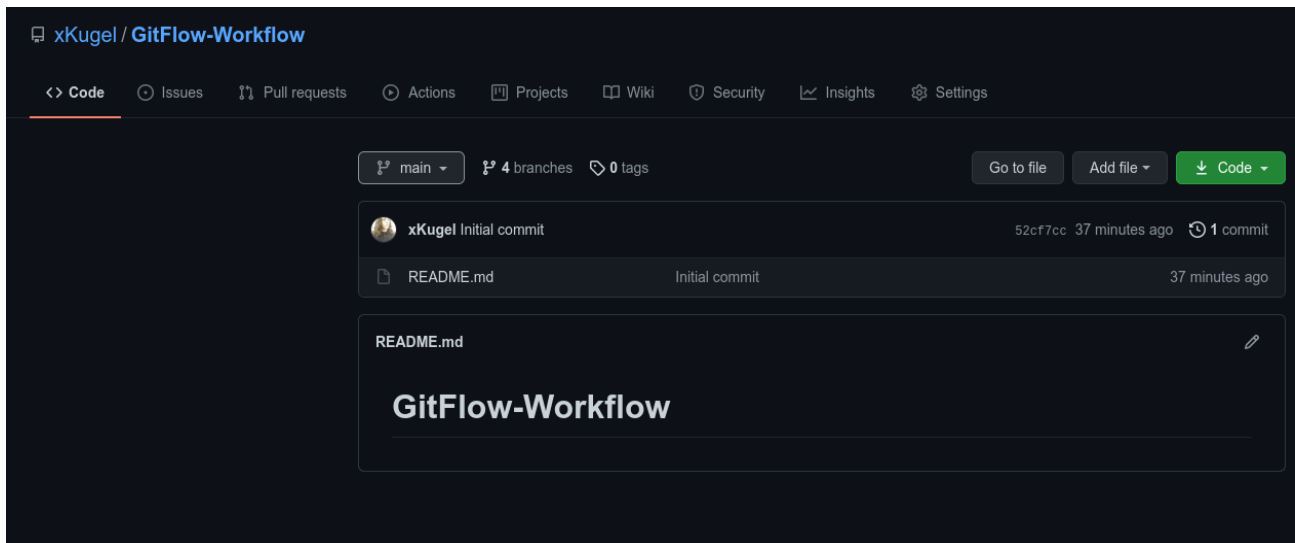 xKugel / GitFlow-Workflow
Code Issues Pull requests Actions Projects Wiki Security Insights Settings
main 4 branches 0 tags Go to file Add file Code
xKugel Initial commit 52cf7cc 37 minutes ago 1 commit
README.md Initial commit 37 minutes ago
README.md
GitFlow-Workflow